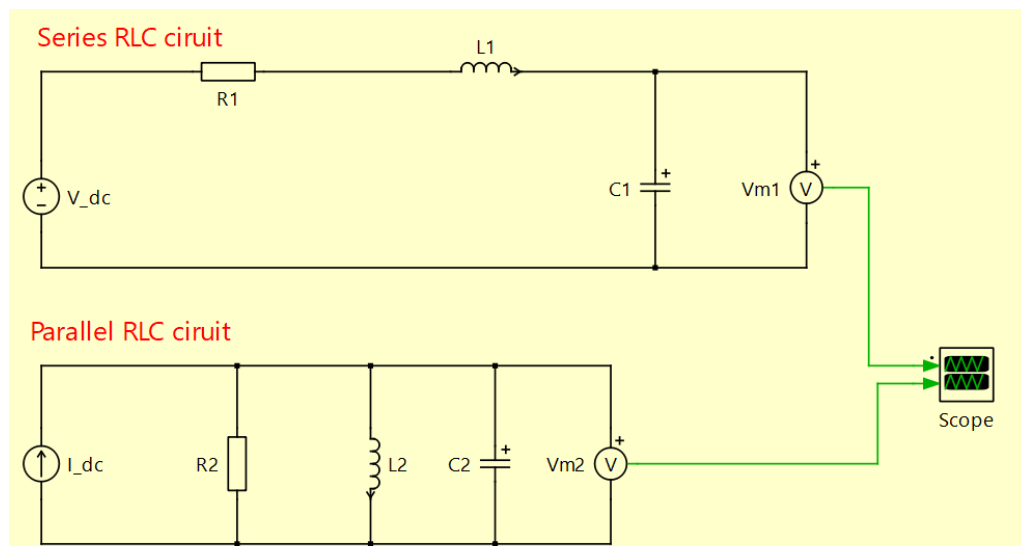 Series RLC ciruit
L1
R1
V_dc
C1
Vm1
V
Parallel RLC ciruit
I_dc
R2
L2
C2
Vm2
V
Scope